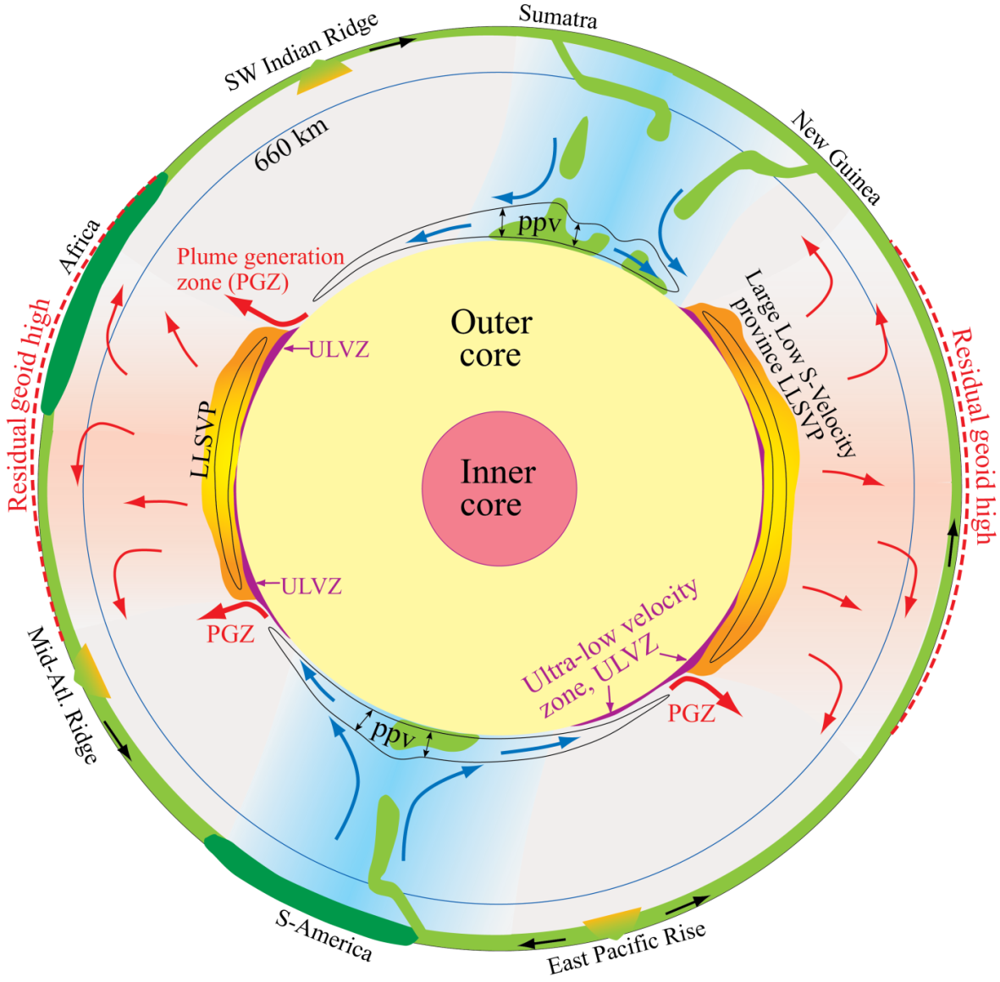 Sumatra
SW Indian Ridge
New Guinea
660 km
Africa
ppv
Plume generation
zone (PGZ)
Large Low S-Velocity
province LLSVP
Outer
core
ULVZ
Residual geoid high
Residual geoid high
LLSVP
Inner
core
ULVZ
PGZ
Ultra-low velocity
zone, ULVZ
Mid-Atl. Ridge
PGZ
ppv
S-America
East Pacific Rise